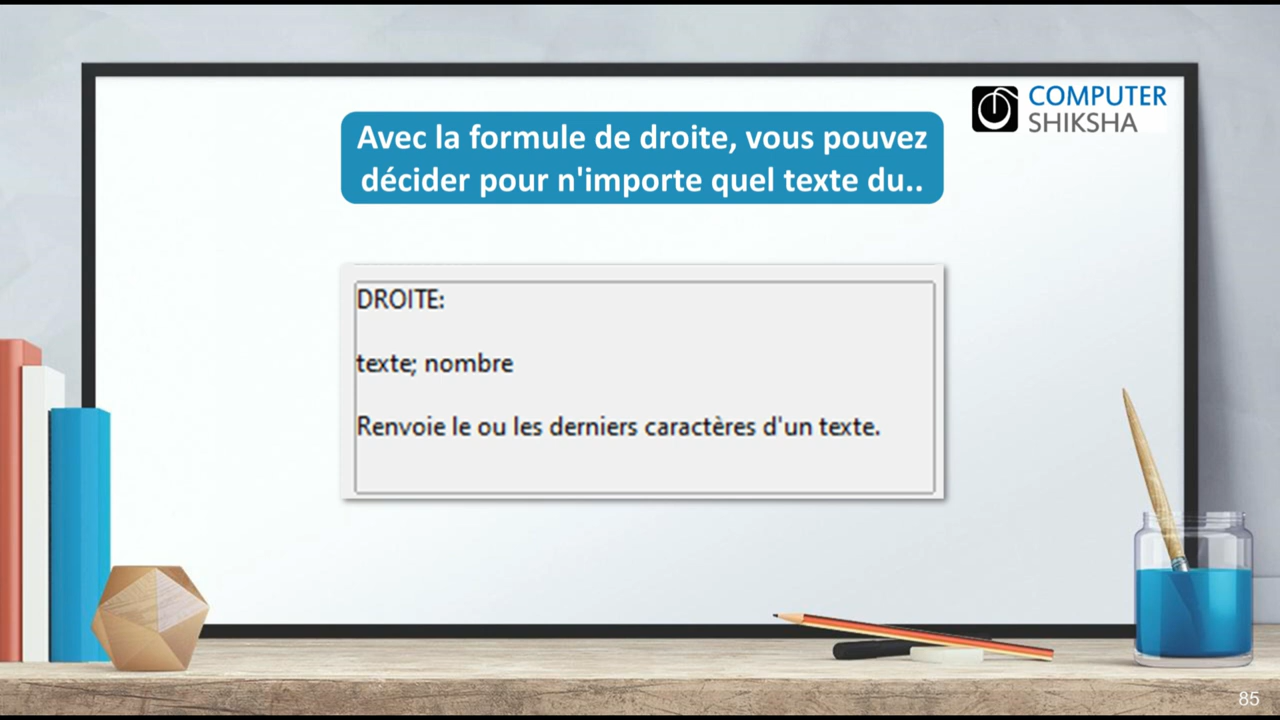 COMPUTER
SHIKSHA
Avec la formule de droite, vous pouvez
décider pour n'importe quel texte du..
DROITE:
texte; nombre
Renvoie le ou les derniers caractères d'un texte.
85